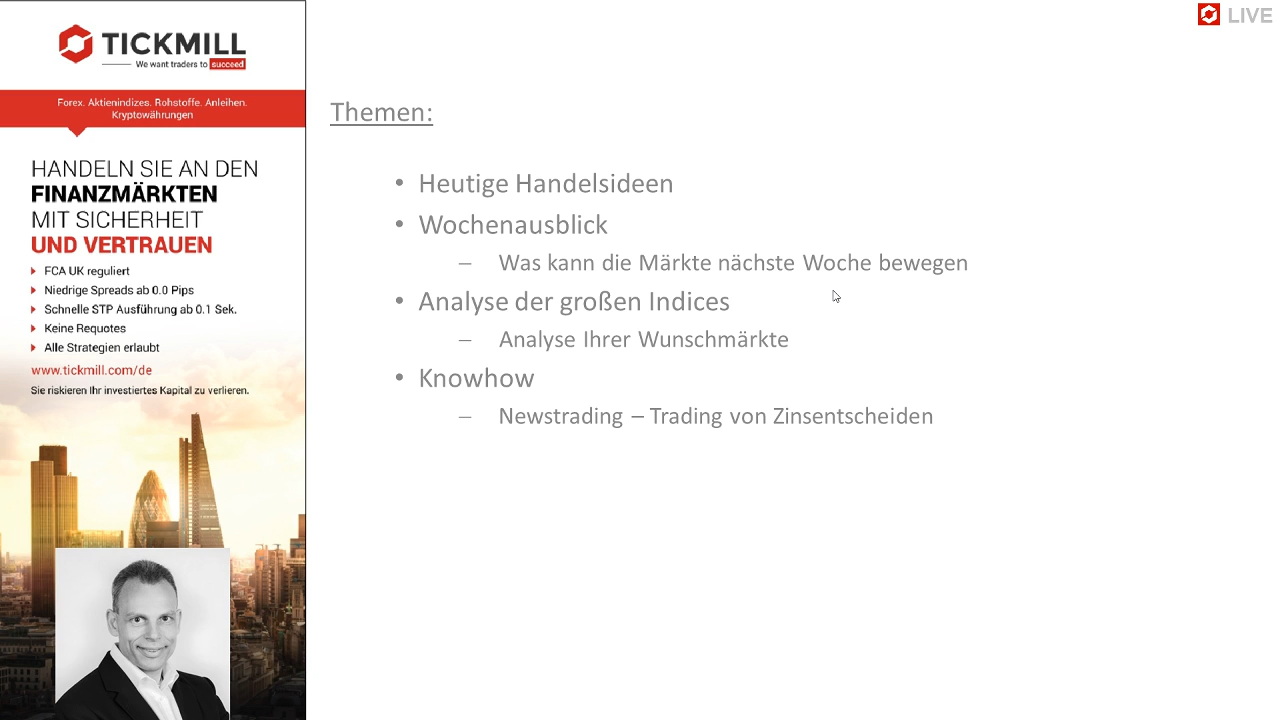 TICKMILL
We want traders to succeed
Forex. Aktienindizes. Rohstoffe. Anleihen.
Kryptowährungen
HANDELN SIE AN DEN
FINANZMÄRKTEN
MIT SICHERHEIT
UND VERTRAUEN
FCA UK reguliert
Niedrige Spreads ab 0.0 Pips
Schnelle STP Ausführung ab 0.1 Sek.
Keine Requotes
Alle Strategien erlaubt
www.tickmill.com/de
Sie riskieren Ihr investiertes Kapital zu verlieren.
LIVE
Themen:
• Heutige Handelsideen
• Wochenausblick
– Was kann die Märkte nächste Woche bewegen
• Analyse der großen Indices
– Analyse Ihrer Wunschmärkte
• Knowhow
– Newstrading – Trading von Zinsentscheiden